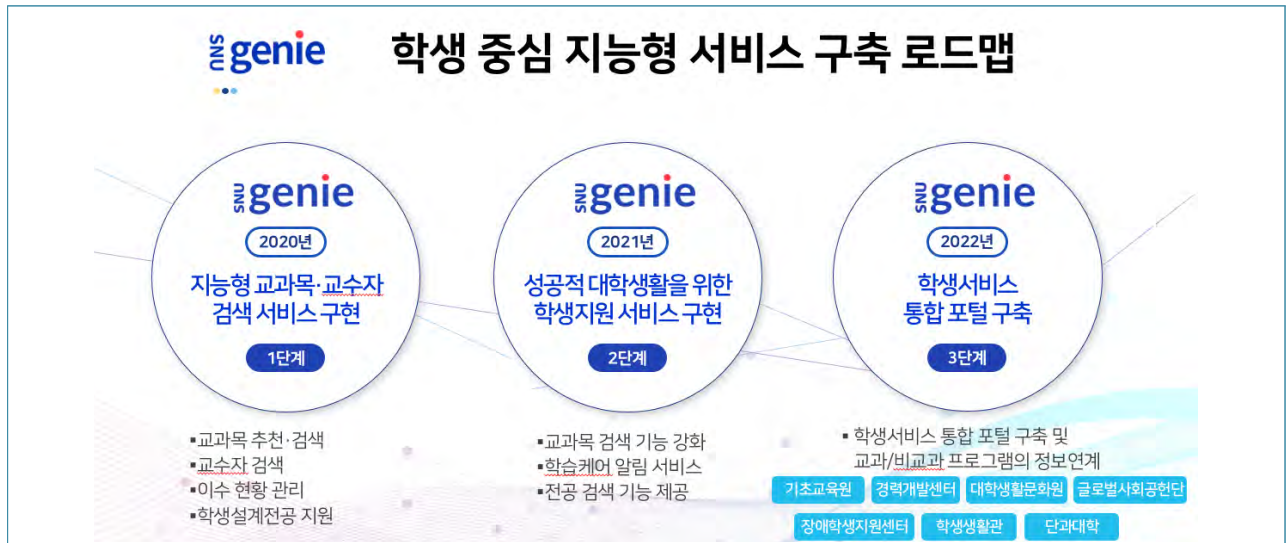 SNU genie 학생 중심 지능형 서비스 구축 로드맵
SNU genie
2020년
지능형 교과목·교수자
검색 서비스 구현
1단계
▪교과목 추천·검색
▪교수자 검색
▪이수 현황 관리
▪학생설계전공 지원
SNU genie
2021년
성공적 대학생활을 위한
학생지원 서비스 구현
2단계
▪교과목 검색 기능 강화
▪학습케어 알림 서비스
▪전공 검색 기능 제공
SNU genie
2022년
학생서비스
통합 포털 구축
3단계
▪ 학생서비스 통합 포털 구축 및
교과/비교과 프로그램의 정보연계
기초교육원 경력개발센터 대학생활문화원 글로벌사회공헌단
장애학생지원센터 학생생활관 단과대학